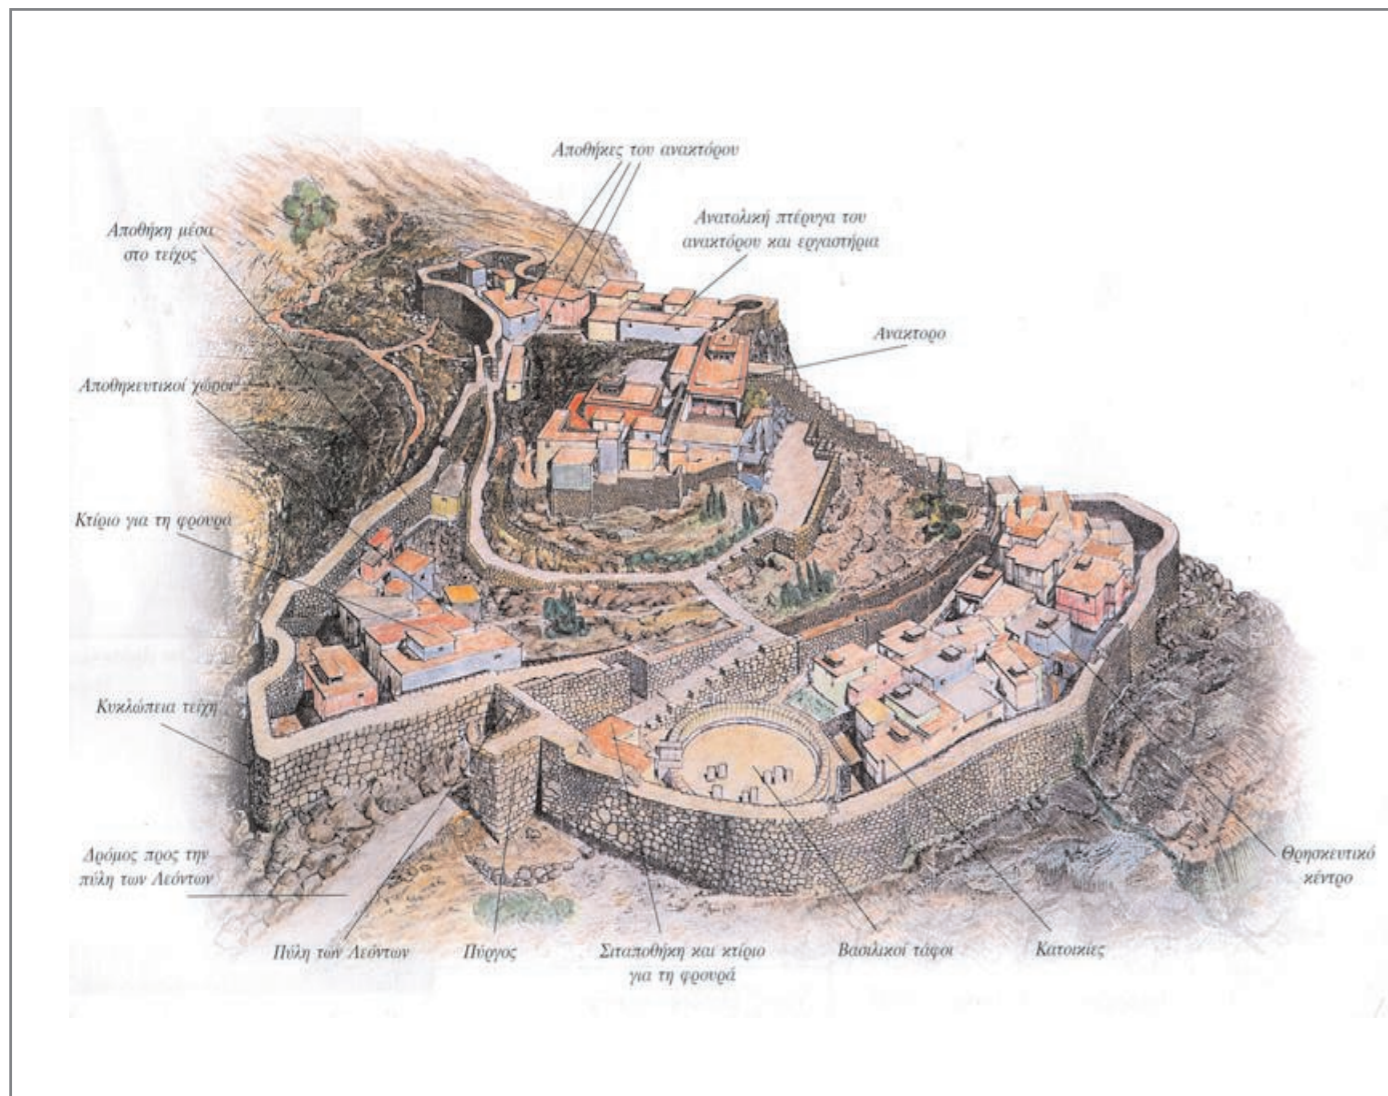 Αποθήκες του ανακτόρου
Ανατολική πτέρυγα του
ανακτόρου και εργαστήρια
Αποθήκη μέσα
στο τείχος
Ανακτορο
Αποθηκευτικοί χώροι
Κτίριο για τη φρουρά
Κυκλώπεια τείχη
Δρόμος προς την
πύλη των Λεόντων
Θρησκευτικό
κέντρο
Πύλη των Λεόντων
Πύργος
Σιταποθήκη και κτίριο
για τη φρουρά
Βασιλικοί τάφοι
Κατοικιες